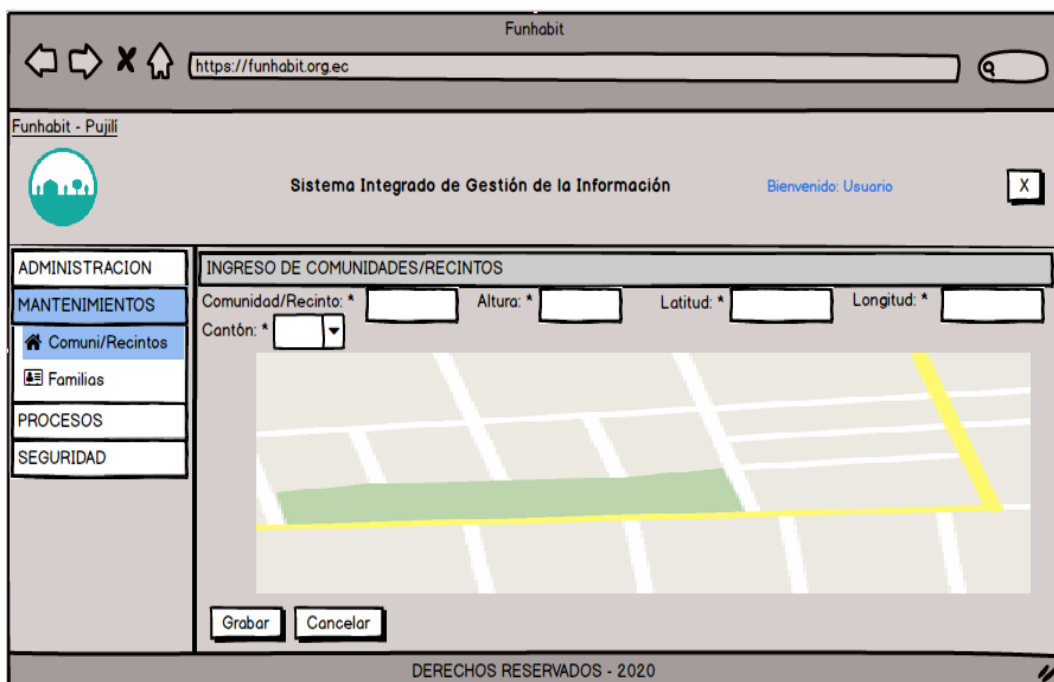 Funhabit
https://funhabit.org.ec
Funhabit - Pujilí
Sistema Integrado de Gestión de la Información
Bienvenido: Usuario
X
ADMINISTRACION
MANTENIMIENTOS
Comuni/Recintos
Familias
PROCESOS
SEGURIDAD
INGRESO DE COMUNIDADES/RECINTOS
Comunidad/Recinto: * Altura: * Latitud: * Longitud: *
Cantón: *
Grabar Cancelar
DERECHOS RESERVADOS - 2020